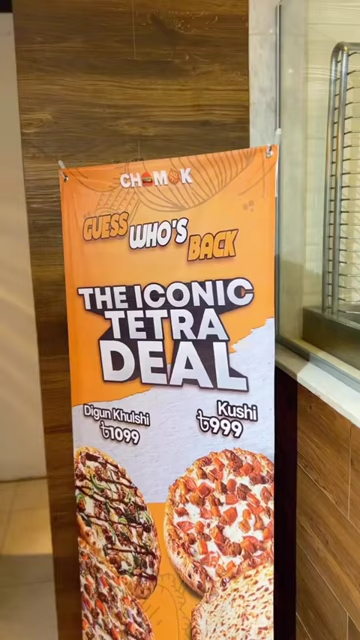 CHOMOK
GUESS WHO'S BACK
THE ICONIC
TETRA
DEAL
Digun Khulshi
৳1099
Kushi
৳999